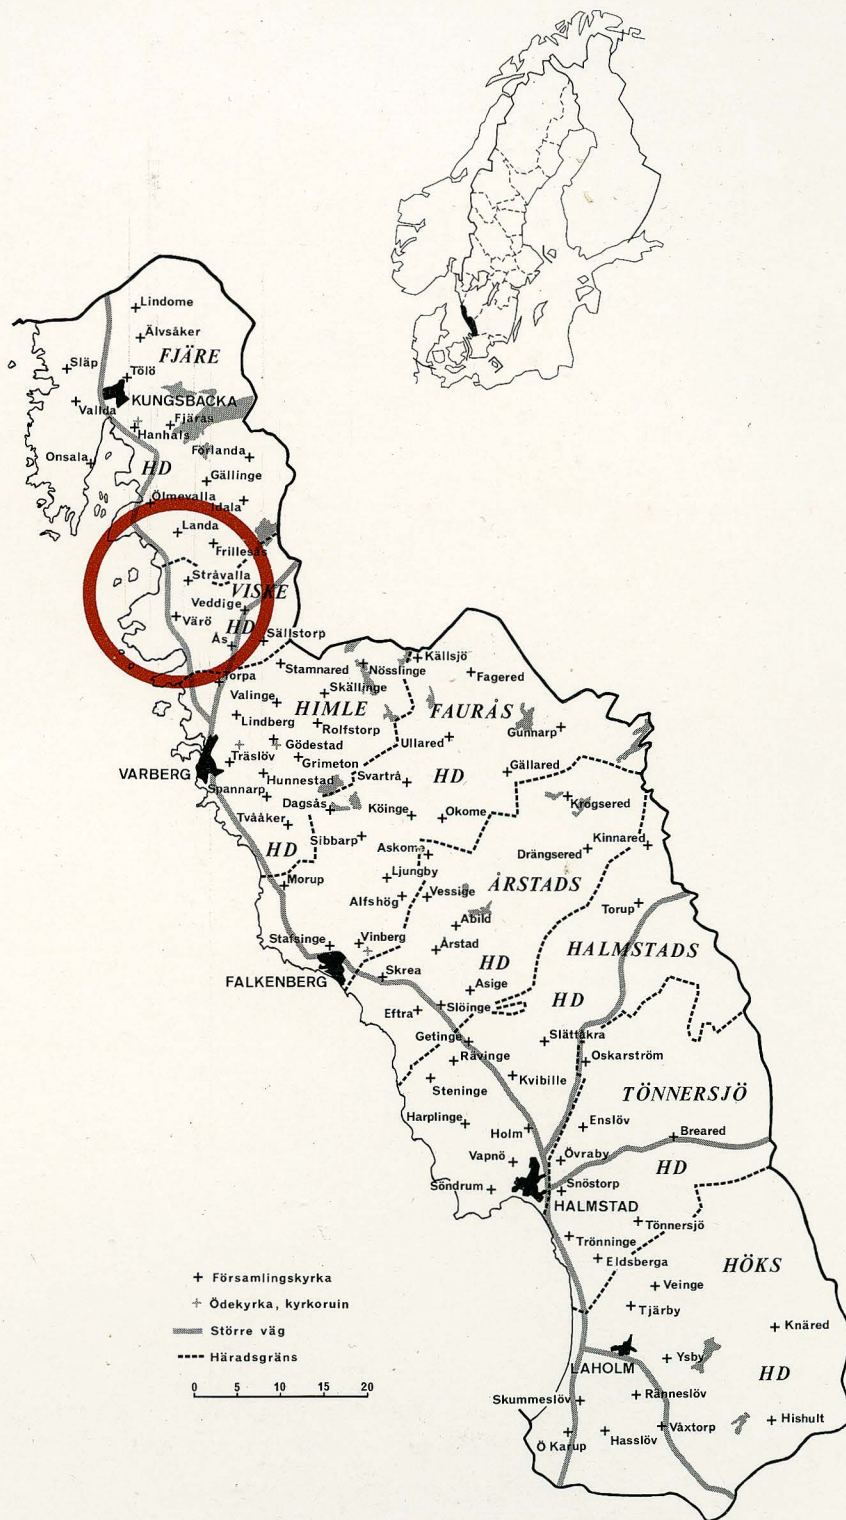 Lindome
Älvsåker
FJÄRE
Släp
Tölö
KUNGSBACKA
Vallda
Fjärås
Hanhals
Förlanda
Onsala
HD
Gällinge
Ölmevalla
Idala
Landa
Frillesås
Stråvalla
VISKE
Veddige
Värö
HD
Ås
Sällstorp
Källsjö
Stamnared
Nösslinge
Torpa
Fagered
Skällinge
Valinge
HIMLE
FAURÅS
Lindberg
Rolfstorp
Gunnarp
Ullared
Gödestad
Träslöv
Grimeton
Gällared
VARBERG
Hunnestad
Svartrå
HD
Spannarp
Dagsås
Köinge
Krogsered
Okome
Tvååker
Sibbarp
Kinnared
HD
Askome
Drängsered
Ljungby
Morup
ÅRSTADS
Vessige
Alfshög
Torup
Abild
Stafsinge
Vinberg
Årstad
HALMSTADS
HD
Skrea
FALKENBERG
Asige
HD
Slöinge
Eftra
Getinge
Slättåkra
Rävinge
Oskarström
Kvibille
Steninge
TÖNNERSJÖ
Harplinge
Enslöv
Holm
Breared
Vapnö
Övraby
HD
Söndrum
Snöstorp
HALMSTAD
Tönnersjö
Trönninge
Eldsberga
HÖKS
Veinge
Tjärby
Knäred
Ysby
LAHOLM
HD
Ränneslöv
Skummeslöv
Hishult
Våxtorp
Hasslöv
Ö Karup
Församlingskyrka
Ödekyrka, kyrkoruin
Större väg
Häradsgräns
0 5 10 15 20